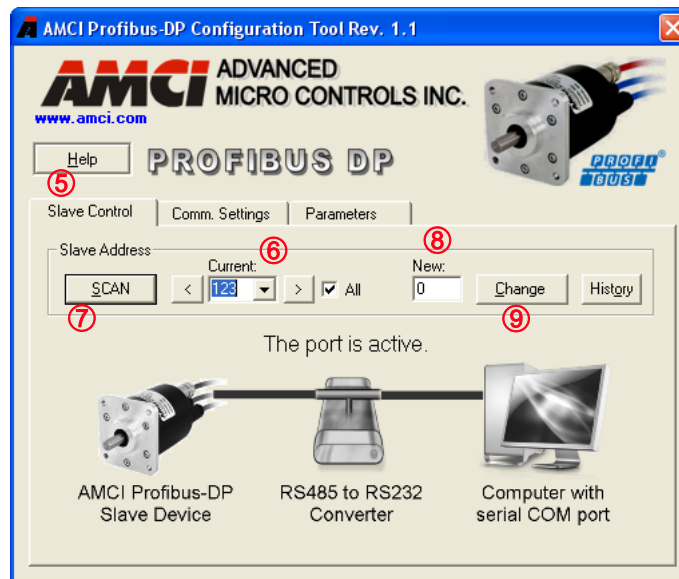 AMCI Profibus-DP Configuration Tool Rev. 1.1
AMCI ADVANCED
MICRO CONTROLS INC.
www.amci.com
Help
PROFIBUS DP
PROFI
BUS
®
⑤
Slave Control Comm. Settings Parameters
⑥ ⑧
Slave Address
Current: New:
SCAN < 123 > All 0 Change History
⑦ ⑨
The port is active.
AMCI Profibus-DP
Slave Device
RS485 to RS232
Converter
Computer with
serial COM port